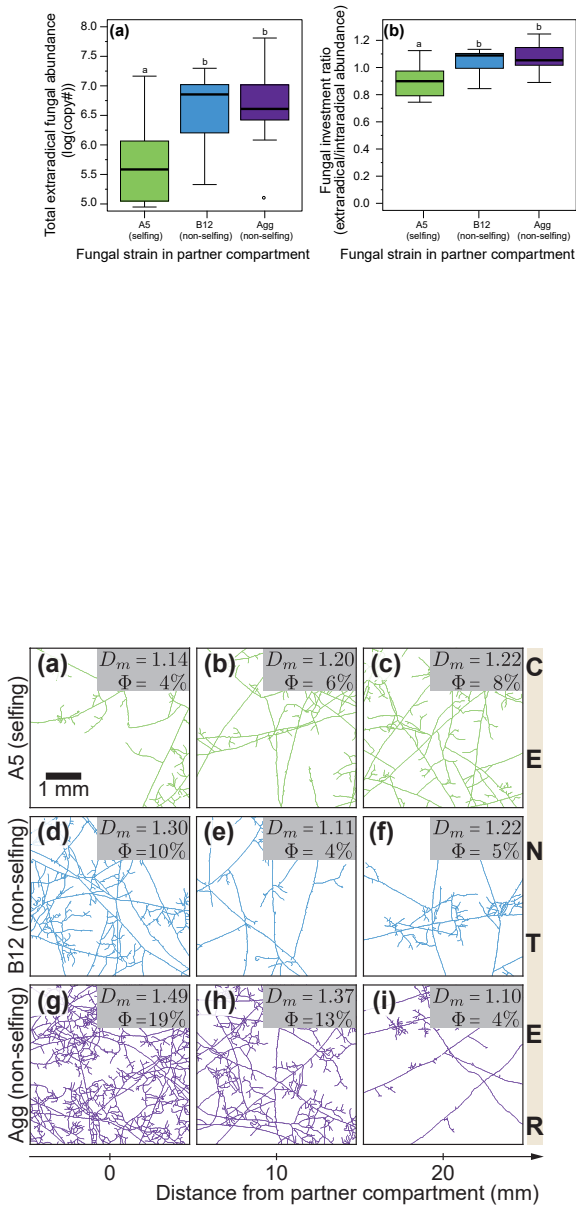 (a)
Total extraradical fungal abundance
(log(copy#))
8.0
7.5
7.0
6.5
6.0
5.5
5.0
a
b
b
A5
(selfing)
B12
(non-selfing)
Agg
(non-selfing)
Fungal strain in partner compartment
(b)
Fungal investment ratio
(extraradical/intraradical abundance)
1.2
1.0
0.8
0.6
0.4
0.2
0.0
a
b
b
A5
(selfing)
B12
(non-selfing)
Agg
(non-selfing)
Fungal strain in partner compartment
A5 (selfing)
(a)
D_m = 1.14
Φ = 4%
1 mm
(b)
D_m = 1.20
Φ = 6%
(c)
D_m = 1.22
Φ = 8%
B12 (non-selfing)
(d)
D_m = 1.30
Φ = 10%
(e)
D_m = 1.11
Φ = 4%
(f)
D_m = 1.22
Φ = 5%
Agg (non-selfing)
(g)
D_m = 1.49
Φ = 19%
(h)
D_m = 1.37
Φ = 13%
(i)
D_m = 1.10
Φ = 4%
C
E
N
T
E
R
0
10
20
Distance from partner compartment (mm)